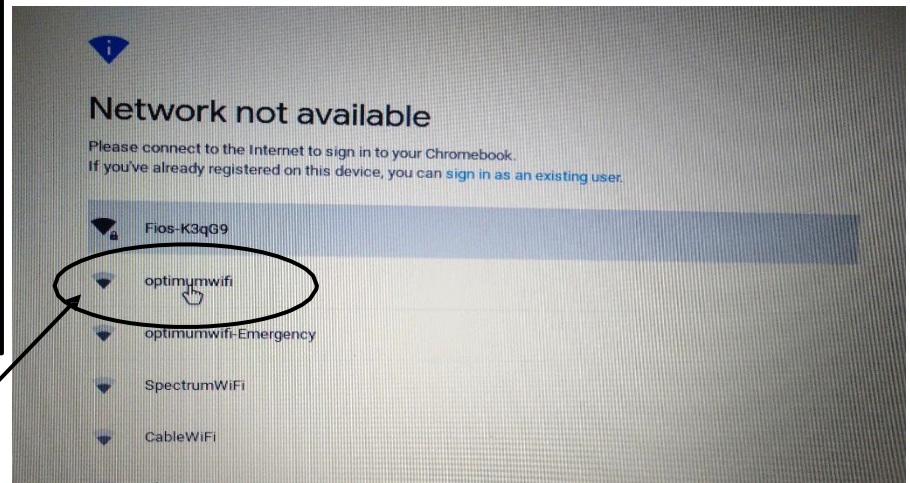 Network not available
Please connect to the Internet to sign in to your Chromebook.
If you've already registered on this device, you can sign in as an existing user.
Fios-K3qG9
optimumwifi
optimumwifi-Emergency
SpectrumWiFi
CableWiFi